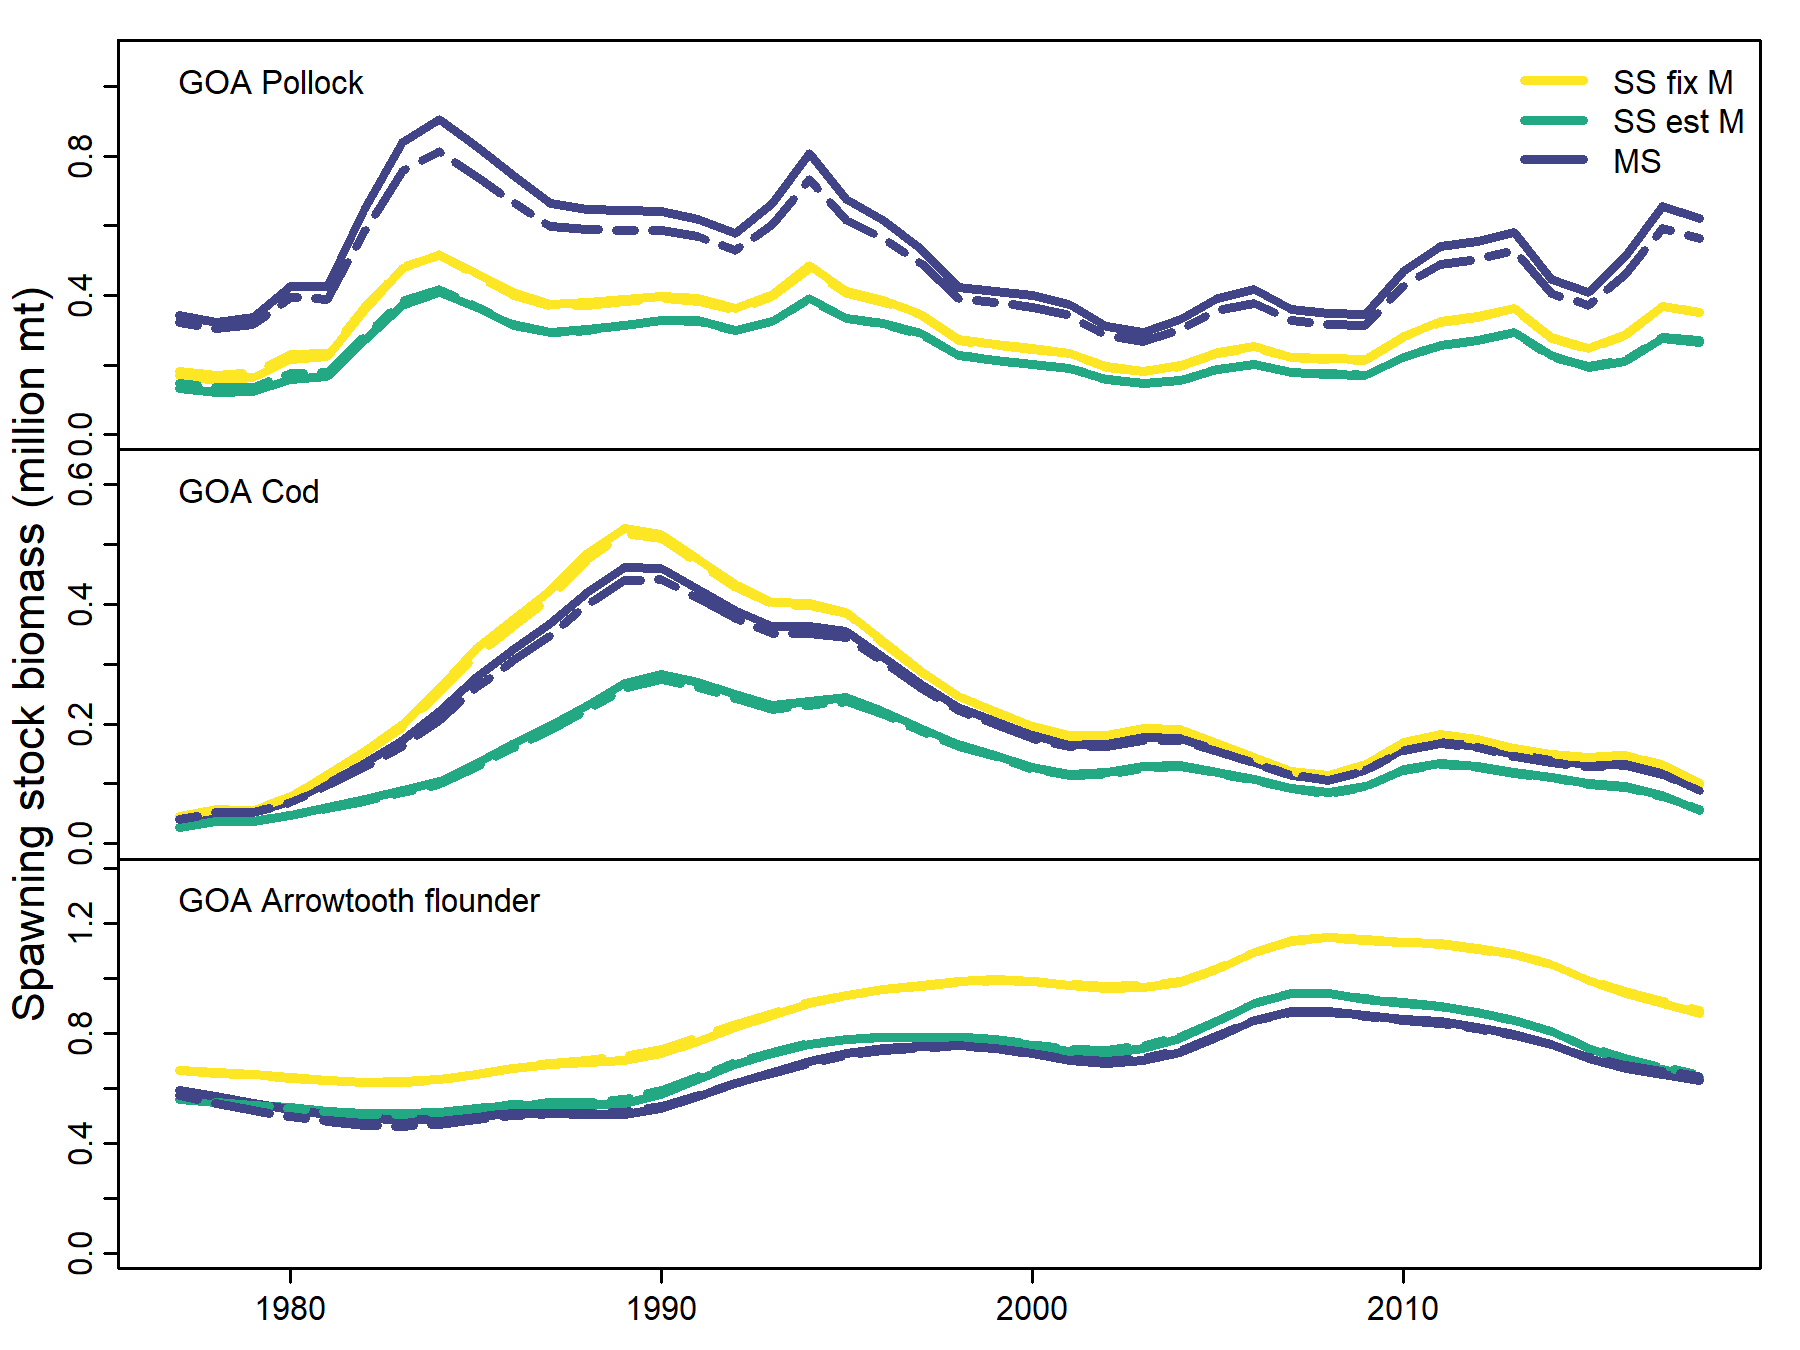 Spawning stock biomass (million mt)
GOA Pollock
SS fix M
SS est M
MS
0.8
0.4
0.0
GOA Cod
0.6
0.4
0.2
0.0
GOA Arrowtooth flounder
1.2
0.8
0.4
0.0
1980 1990 2000 2010